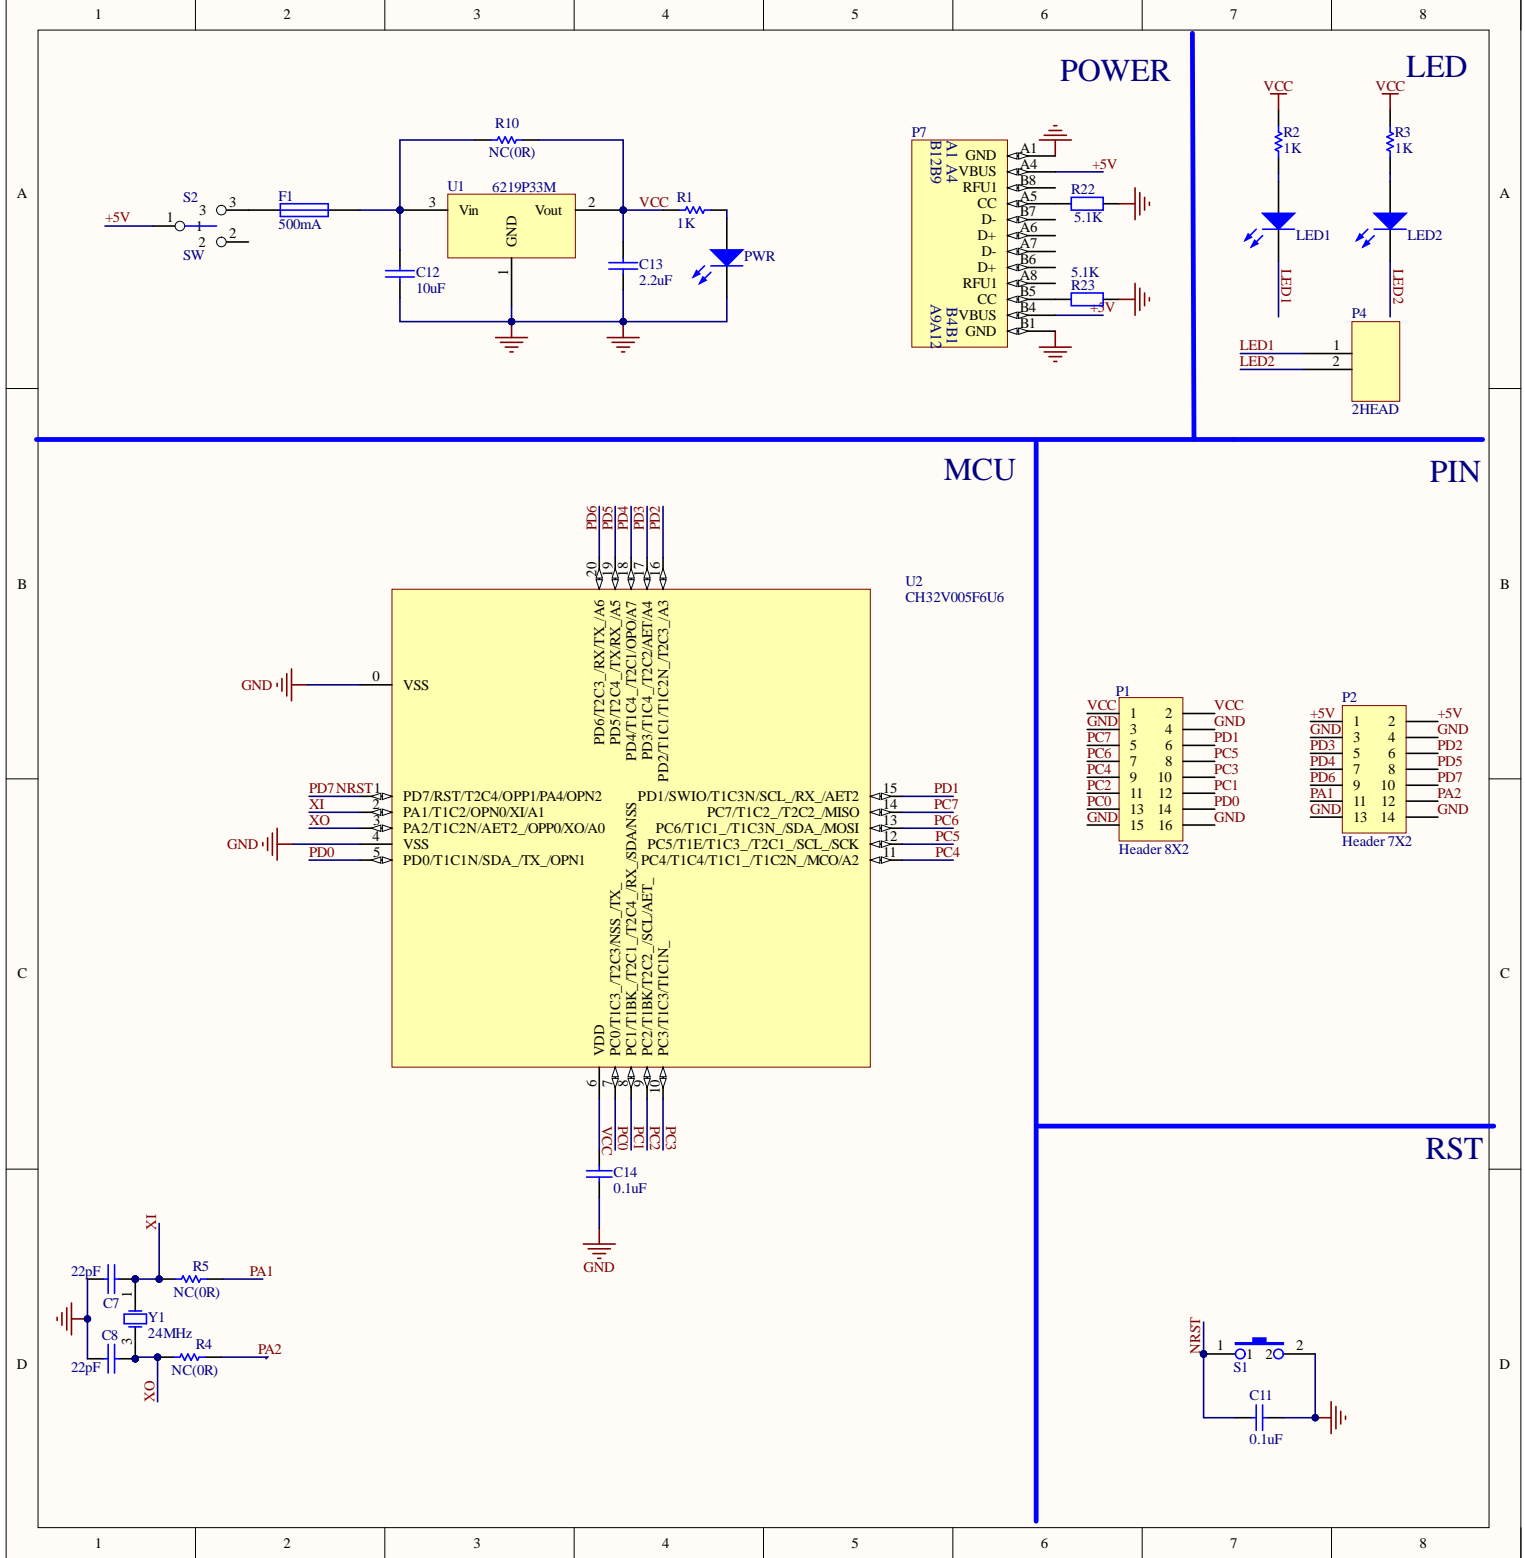 1 2 3 4 5 6 7 8
POWER
LED
A
A
+5V
1
S2
3
3
1
2
2
SW
F1
500mA
R10
NC(0R)
U1
6219P33M
3
Vin
Vout
2
GND
1
C12
10uF
C13
2.2uF
VCC
R1
1K
PWR
P7
A1 A4
B12B9
GND A1
VBUS A4 +5V
RFU1 B8
CC A5
D- B7
D+ A6
D- A7
D+ B6
RFU1 A8
CC B5
VBUS B4 +5V
GND B1
B4B1
A9A12
R22
5.1K
5.1K
R23
VCC
R2
1K
LED1
LED1
VCC
R3
1K
LED2
LED2
P4
LED1 1
LED2 2
2HEAD
MCU
PIN
B
B
PD6 PD5 PD4 PD3 PD2
20 19 18 17 16
U2
CH32V005F6U6
PD6/T2C3_/RX/TX_/A6
PD5/T2C4_/TX/RX_/A5
PD4/T1C4_/T2C1/OPO/A7
PD3/T1C4_/T2C2/AET/A4
PD2/T1C1/T1C2N_/T2C3_/A3
GND 0 VSS
PD7 NRST 1 PD7/RST/T2C4/OPP1/PA4/OPN2
XI 2 PA1/T1C2/OPN0/XI/A1
XO 3 PA2/T1C2N/AET2_/OPP0/XO/A0
GND 4 VSS
PD0 5 PD0/T1C1N/SDA_/TX_/OPN1
PD1/SWIO/T1C3N/SCL_/RX_/AET2 15 PD1
PC7/T1C2_/T2C2_/MISO 14 PC7
PC6/T1C1_/T1C3N_/SDA_/MOSI 13 PC6
PC5/T1E/T1C3_/T2C1_/SCL_/SCK 12 PC5
PC4/T1C4/T1C1_/T1C2N_/MCO/A2 11 PC4
VDD
PC0/T1C3_/T2C3/NSS_/TX_
PC1/T1BK_/T2C1_/T2C4_/RX_/SDA/NSS
PC2/T1BK/T2C2_/SCL/AET_
PC3/T1C3/T1C1N_
6 7 8 9 10
VCC PC0 PC1 PC2 PC3
C14
0.1uF
GND
P1
VCC 1 2 VCC
GND 3 4 GND
PC7 5 6 PD1
PC6 7 8 PC5
PC4 9 10 PC3
PC2 11 12 PC1
PC0 13 14 PD0
GND 15 16 GND
Header 8X2
P2
+5V 1 2 +5V
GND 3 4 GND
PD3 5 6 PD2
PD4 7 8 PD5
PD6 9 10 PD7
PA1 11 12 PA2
GND 13 14 GND
Header 7X2
C
C
RST
XI
22pF
C7
R5
NC(0R)
PA1
1
Y1
24MHz
3
C8
22pF
R4
NC(0R)
PA2
XO
D
D
NRST
1
1
2
2
S1
C11
0.1uF
1 2 3 4 5 6 7 8